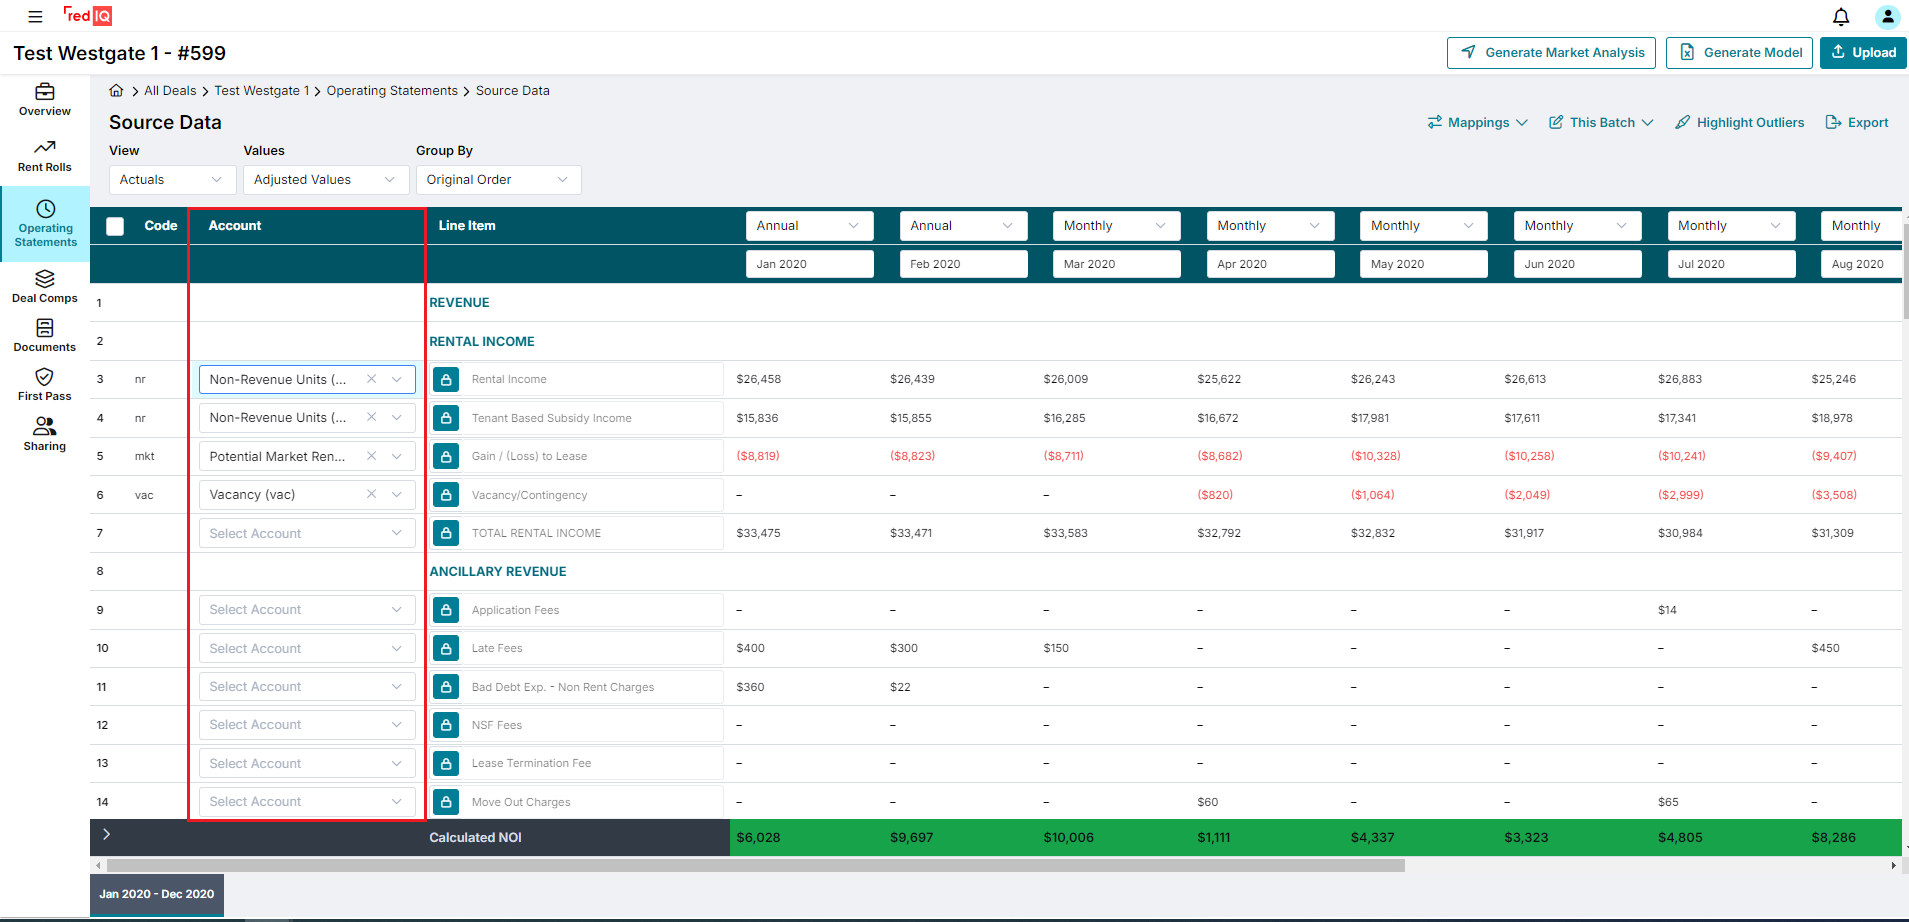 red IQ
Test Westgate 1 - #599
Generate Market Analysis
Generate Model
Upload
Overview
Rent Rolls
Operating Statements
Deal Comps
Documents
First Pass
Sharing
All Deals Test Westgate 1 Operating Statements Source Data
Source Data
Mappings This Batch Highlight Outliers Export
View Values Group By
Actuals Adjusted Values Original Order
Code Account Line Item Annual Annual Monthly Monthly Monthly Monthly Monthly Monthly
Jan 2020 Feb 2020 Mar 2020 Apr 2020 May 2020 Jun 2020 Jul 2020 Aug 2020
1 REVENUE
2 RENTAL INCOME
3 nr Non-Revenue Units (... Rental Income $26,458 $26,439 $26,009 $25,622 $26,243 $26,613 $26,883 $25,246
4 nr Non-Revenue Units (... Tenant Based Subsidy Income $15,836 $15,855 $16,285 $16,672 $17,981 $17,611 $17,341 $18,978
5 mkt Potential Market Ren... Gain / (Loss) to Lease ($8,819) ($8,823) ($8,711) ($8,682) ($10,328) ($10,258) ($10,241) ($9,407)
6 vac Vacancy (vac) Vacancy/Contingency – – – ($820) ($1,064) ($2,049) ($2,999) ($3,508)
7 Select Account TOTAL RENTAL INCOME $33,475 $33,471 $33,583 $32,792 $32,832 $31,917 $30,984 $31,309
8 ANCILLARY REVENUE
9 Select Account Application Fees – – – – – – $14 –
10 Select Account Late Fees $400 $300 $150 – – – – $450
11 Select Account Bad Debt Exp. - Non Rent Charges $360 $22 – – – – – –
12 Select Account NSF Fees – – – – – – – –
13 Select Account Lease Termination Fee – – – – – – – –
14 Select Account Move Out Charges – – – $60 – – $65 –
Calculated NOI $6,028 $9,697 $10,006 $1,111 $4,337 $3,323 $4,805 $8,286
Jan 2020 - Dec 2020